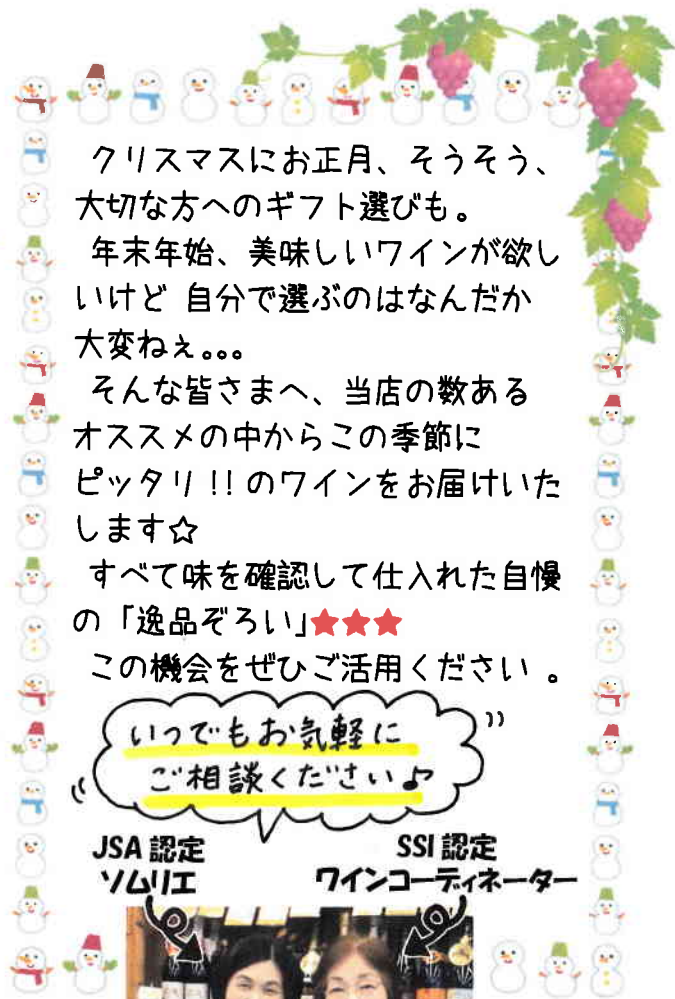 クリスマスにお正月、そうそう、
大切な方へのギフト選びも。
年末年始、美味しいワインが欲し
いけど 自分で選ぶのはなんだか
大変ねぇ。。。
そんな皆さまへ、当店の数ある
オススメの中からこの季節に
ピッタリ!!のワインをお届けいた
します☆
すべて味を確認して仕入れた自慢
の「逸品ぞろい」★★★
この機会をぜひご活用ください 。
いつでもお気軽に
ご相談ください♪
JSA 認定
ソムリエ
SSI 認定
ワインコーディネーター